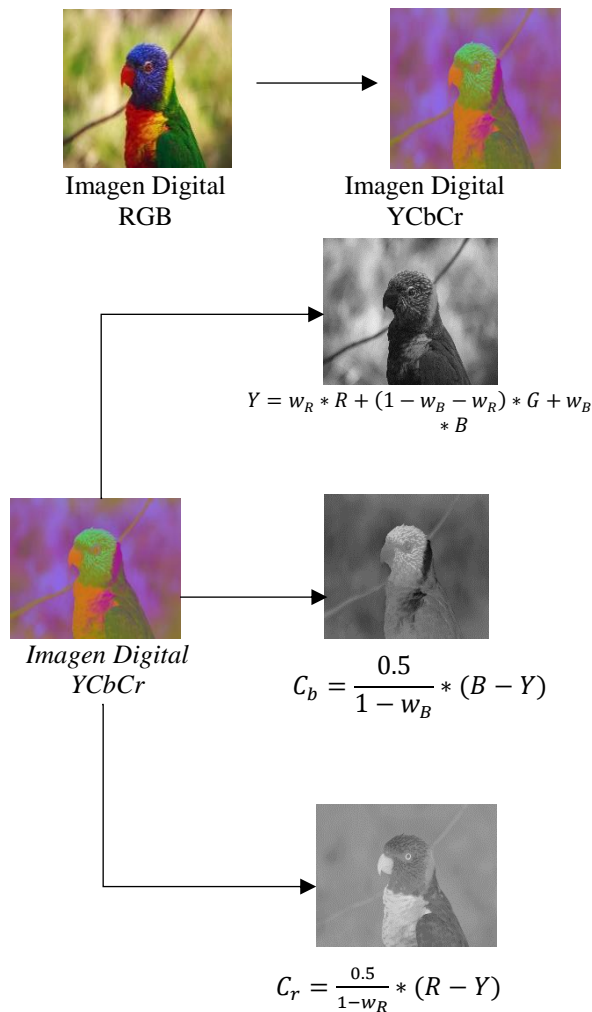 Imagen Digital
RGB
Imagen Digital
YCbCr
Y = w_R * R + (1 − w_B − w_R) * G + w_B
* B
Imagen Digital
YCbCr
C_b = 0.5 / (1 − w_B) * (B − Y)
C_r = 0.5 / (1−w_R) * (R − Y)